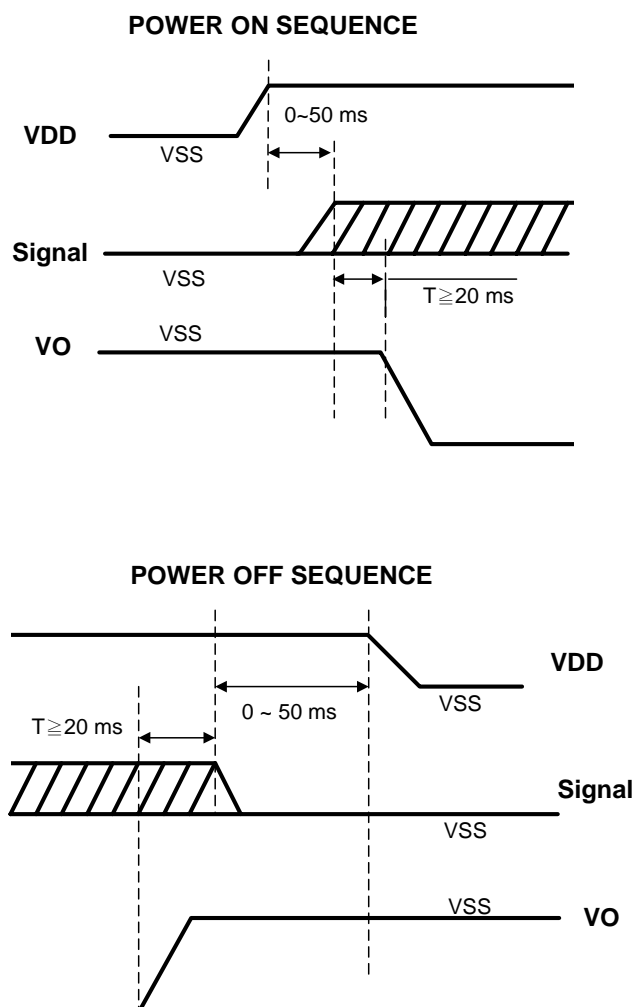 POWER ON SEQUENCE
0~50 ms
VDD
VSS
Signal
VSS
T≧20 ms
VSS
VO
POWER OFF SEQUENCE
VDD
VSS
0 ~ 50 ms
T≧20 ms
Signal
VSS
VSS
VO